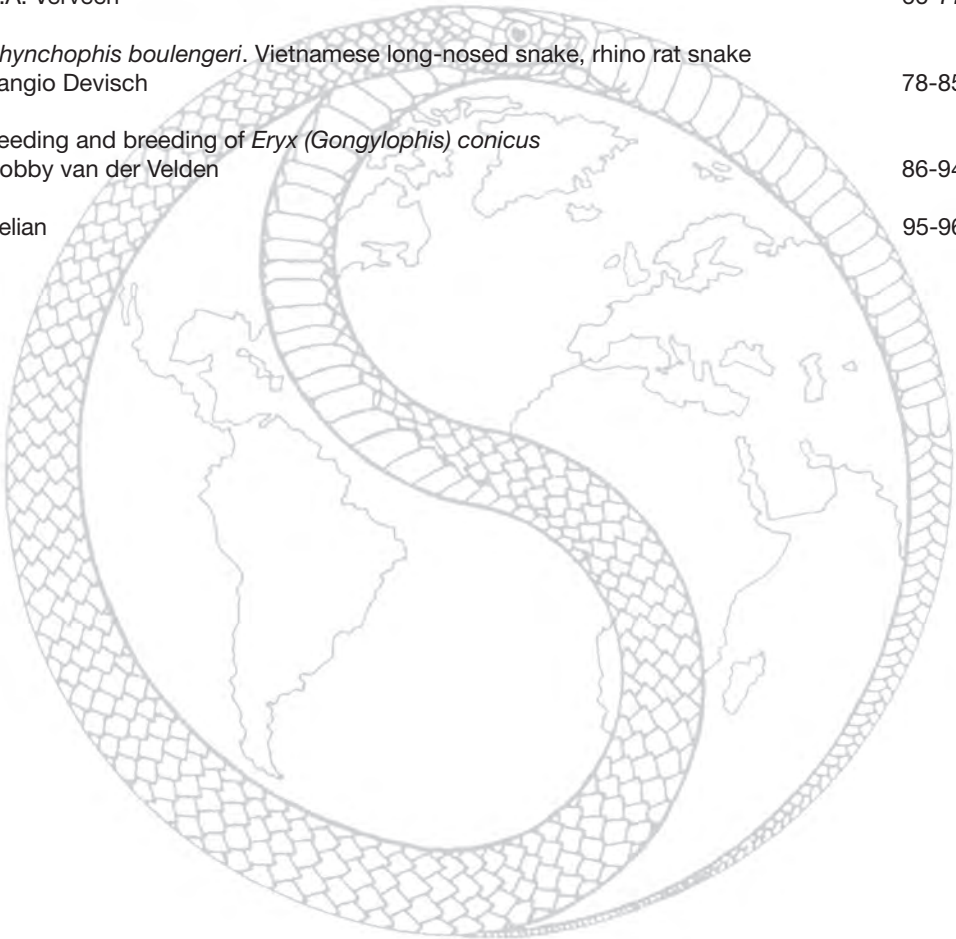 hynchophis boulengeri. Vietnamese long-nosed snake, rhino rat snake
angio Devisch 78-85
eeding and breeding of Eryx (Gongylophis) conicus
obby van der Velden 86-94
elian 95-96